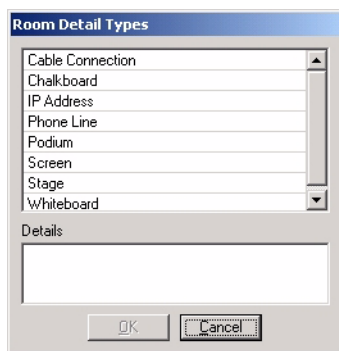 Room Detail Types
Cable Connection
Chalkboard
IP Address
Phone Line
Podium
Screen
Stage
Whiteboard
Details
OK Cancel